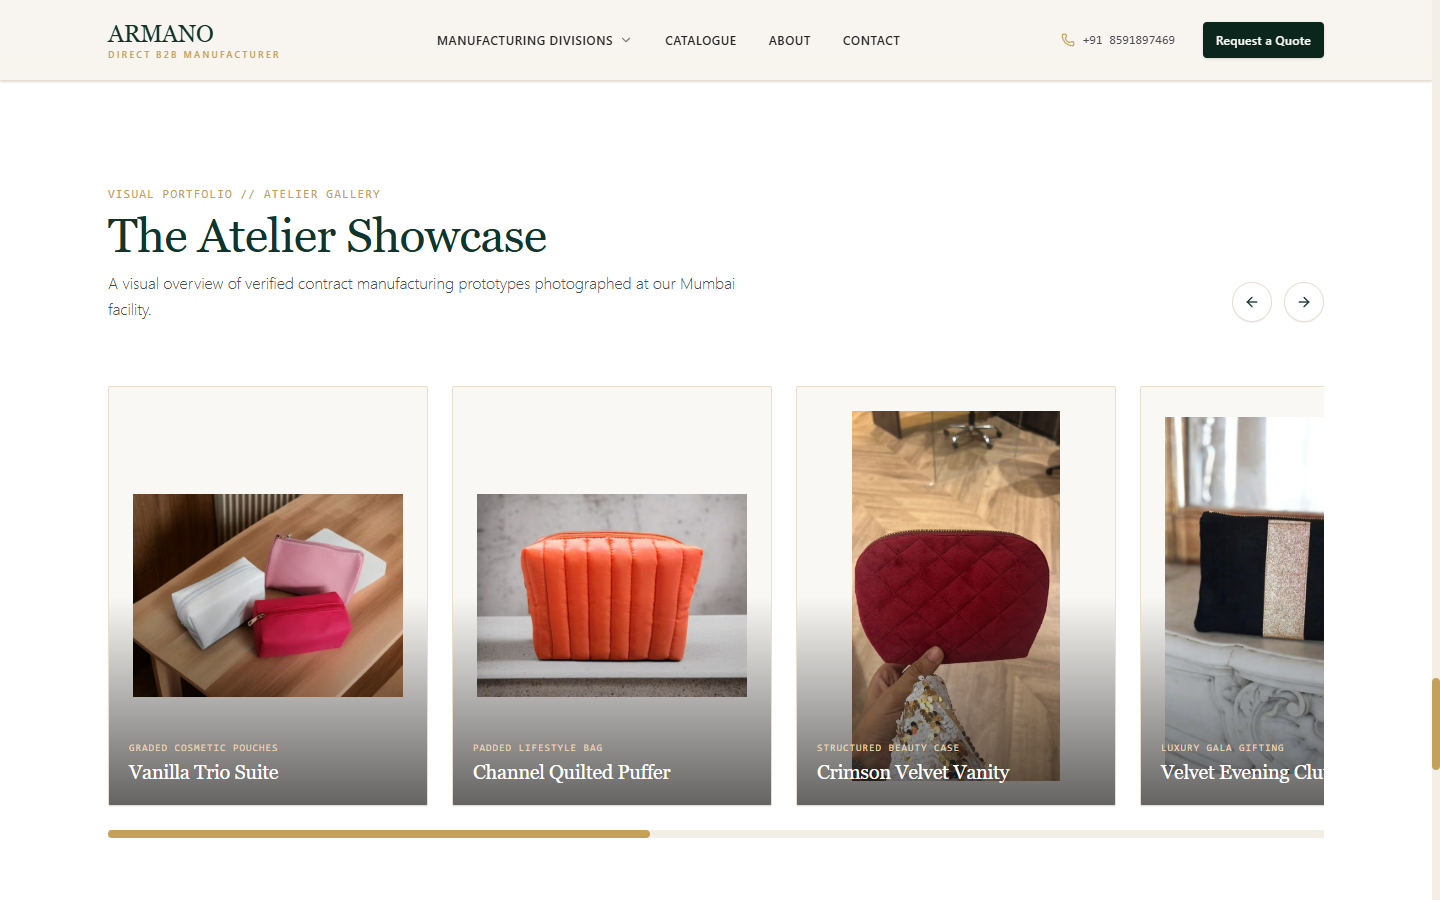 ARMANO
DIRECT B2B MANUFACTURER
MANUFACTURING DIVISIONS
CATALOGUE
ABOUT
CONTACT
+91 8591897469
Request a Quote
VISUAL PORTFOLIO // ATELIER GALLERY
The Atelier Showcase
A visual overview of verified contract manufacturing prototypes photographed at our Mumbai
facility.
GRADED COSMETIC POUCHES
Vanilla Trio Suite
PADDED LIFESTYLE BAG
Channel Quilted Puffer
STRUCTURED BEAUTY CASE
Crimson Velvet Vanity
LUXURY GALA GIFTING
Velvet Evening